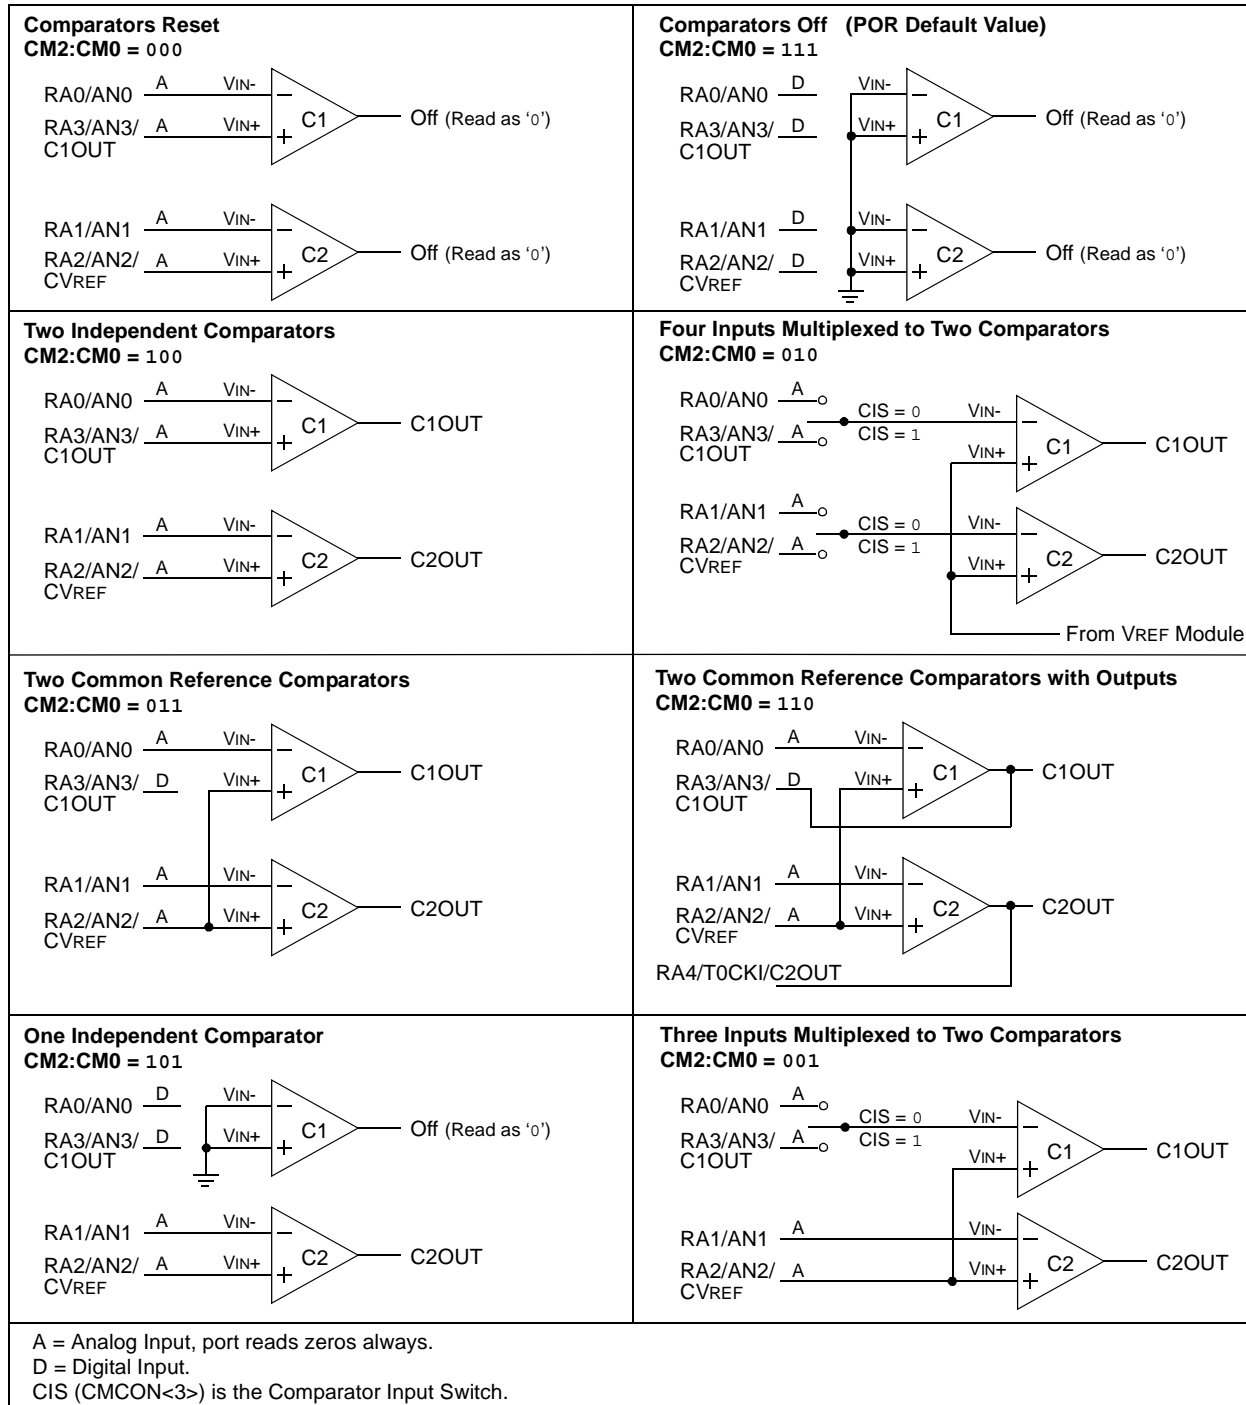 Comparators Reset
CM2:CM0 = 000
RA0/AN0 A VIN-
RA3/AN3/ A VIN+
C1OUT
C1
Off (Read as ‘0’)
RA1/AN1 A VIN-
RA2/AN2/ A VIN+
CVREF
C2
Off (Read as ‘0’)
Comparators Off (POR Default Value)
CM2:CM0 = 111
RA0/AN0 D VIN-
RA3/AN3/ D VIN+
C1OUT
C1
Off (Read as ‘0’)
RA1/AN1 D VIN-
RA2/AN2/ D VIN+
CVREF
C2
Off (Read as ‘0’)
Two Independent Comparators
CM2:CM0 = 100
RA0/AN0 A VIN-
RA3/AN3/ A VIN+
C1OUT
C1
C1OUT
RA1/AN1 A VIN-
RA2/AN2/ A VIN+
CVREF
C2
C2OUT
Four Inputs Multiplexed to Two Comparators
CM2:CM0 = 010
RA0/AN0 A
CIS = 0 VIN-
RA3/AN3/ A CIS = 1
C1OUT
VIN+
C1
C1OUT
RA1/AN1 A
CIS = 0 VIN-
RA2/AN2/ A CIS = 1
CVREF
VIN+
C2
C2OUT
From VREF Module
Two Common Reference Comparators
CM2:CM0 = 011
RA0/AN0 A VIN-
RA3/AN3/ D VIN+
C1OUT
C1
C1OUT
RA1/AN1 A VIN-
RA2/AN2/ A VIN+
CVREF
C2
C2OUT
Two Common Reference Comparators with Outputs
CM2:CM0 = 110
RA0/AN0 A VIN-
RA3/AN3/ D VIN+
C1OUT
C1
C1OUT
RA1/AN1 A VIN-
RA2/AN2/ A VIN+
CVREF
C2
C2OUT
RA4/T0CKI/C2OUT
One Independent Comparator
CM2:CM0 = 101
RA0/AN0 D VIN-
RA3/AN3/ D VIN+
C1OUT
C1
Off (Read as ‘0’)
RA1/AN1 A VIN-
RA2/AN2/ A VIN+
CVREF
C2
C2OUT
Three Inputs Multiplexed to Two Comparators
CM2:CM0 = 001
RA0/AN0 A
CIS = 0 VIN-
RA3/AN3/ A CIS = 1
C1OUT
VIN+
C1
C1OUT
RA1/AN1 A VIN-
RA2/AN2/ A VIN+
CVREF
C2
C2OUT
A = Analog Input, port reads zeros always.
D = Digital Input.
CIS (CMCON<3>) is the Comparator Input Switch.